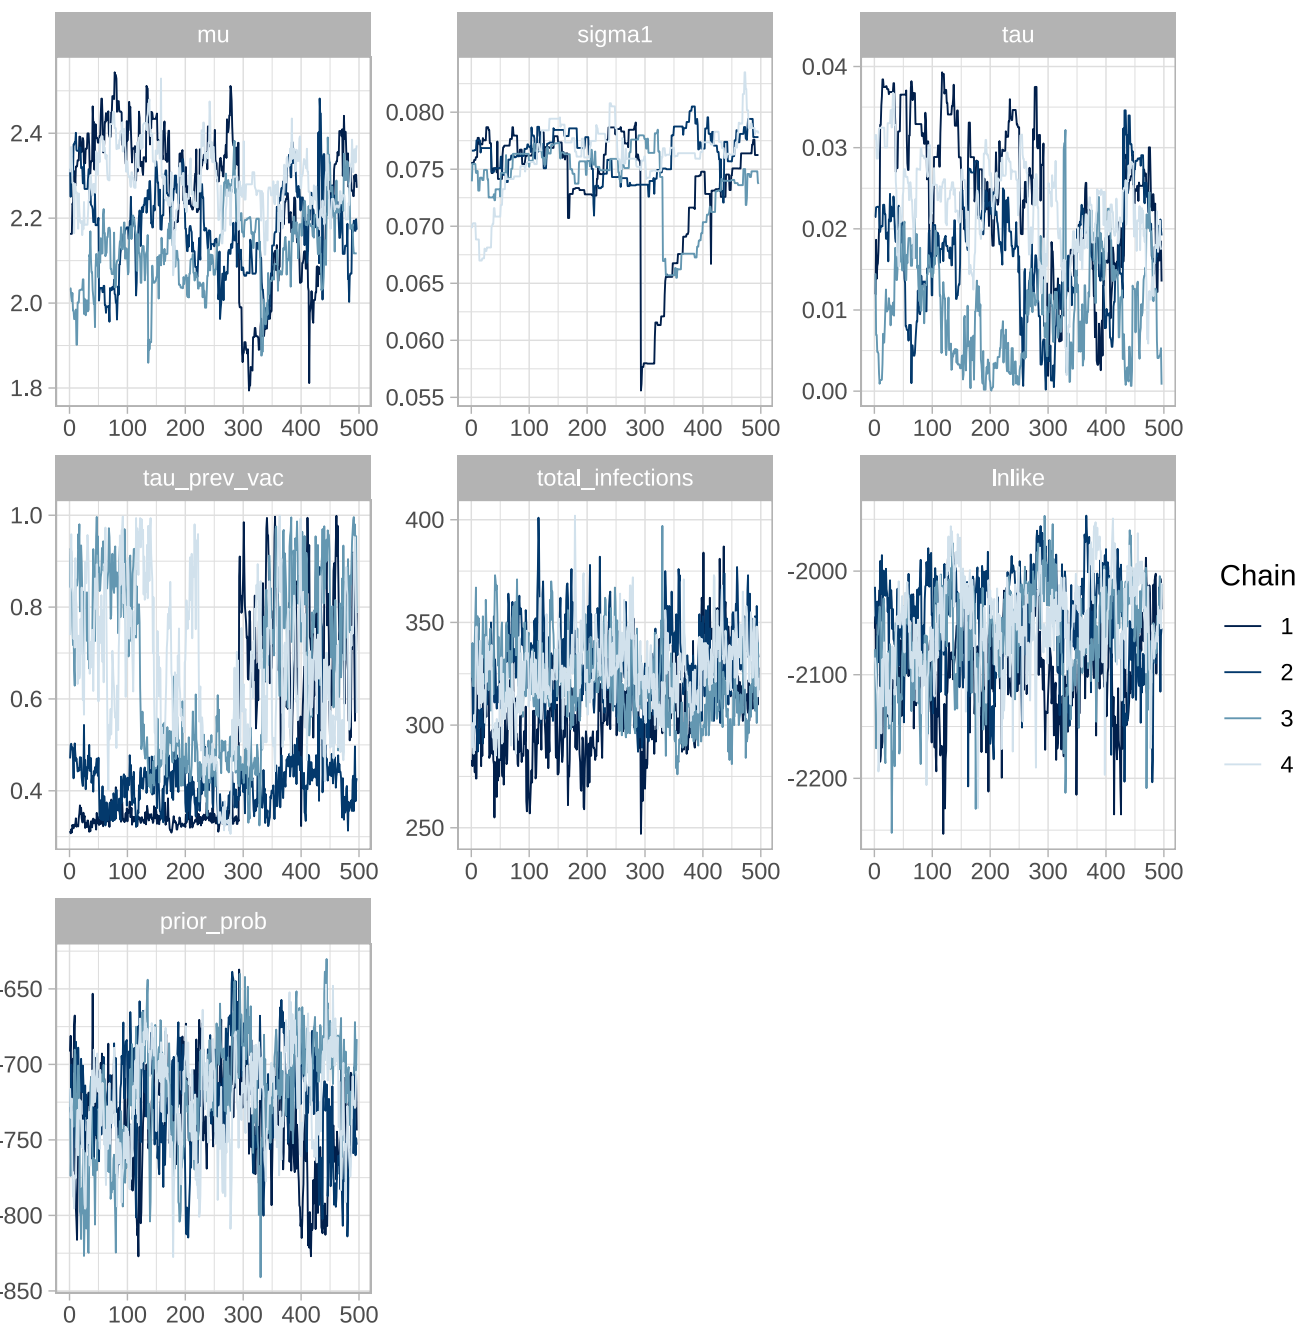 mu
sigma1
tau
2.4
2.2
2.0
1.8
0.080
0.075
0.070
0.065
0.060
0.055
0.04
0.03
0.02
0.01
0.00
0 100 200 300 400 500
0 100 200 300 400 500
0 100 200 300 400 500
tau_prev_vac
total_infections
lnlike
1.0
0.8
0.6
0.4
400
350
300
250
-2000
-2100
-2200
0 100 200 300 400 500
0 100 200 300 400 500
0 100 200 300 400 500
Chain
1
2
3
4
prior_prob
-650
-700
-750
-800
-850
0 100 200 300 400 500